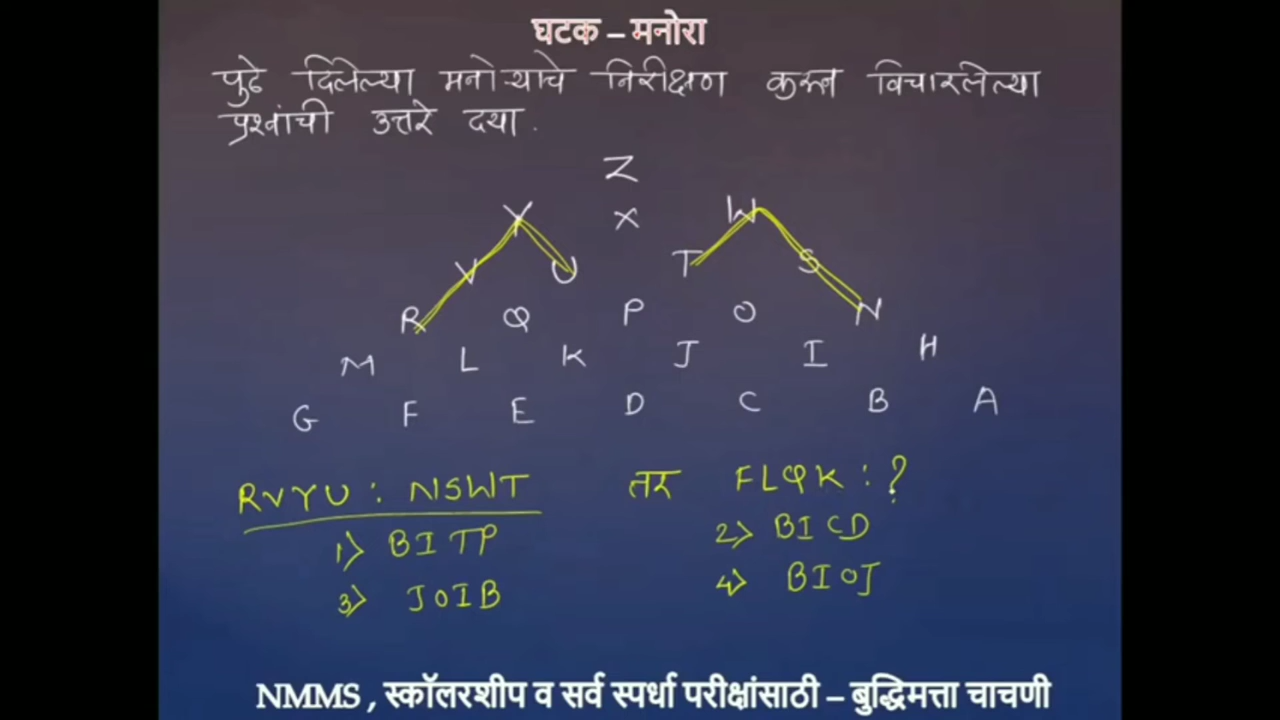 घटक – मनोरा
पुढे दिलेल्या मनोऱ्याचे निरीक्षण करून विचारलेल्या
प्रश्नांची उत्तरे दया.
Z
Y X W
V U T S
R Q P O N
M L K J I H
G F E D C B A
RVYU : NSWT तर FLQK : ?
1) BITP 2) BICD
3) JOIB 4) BIOJ
NMMS , स्कॉलरशीप व सर्व स्पर्धा परीक्षांसाठी – बुद्धिमत्ता चाचणी